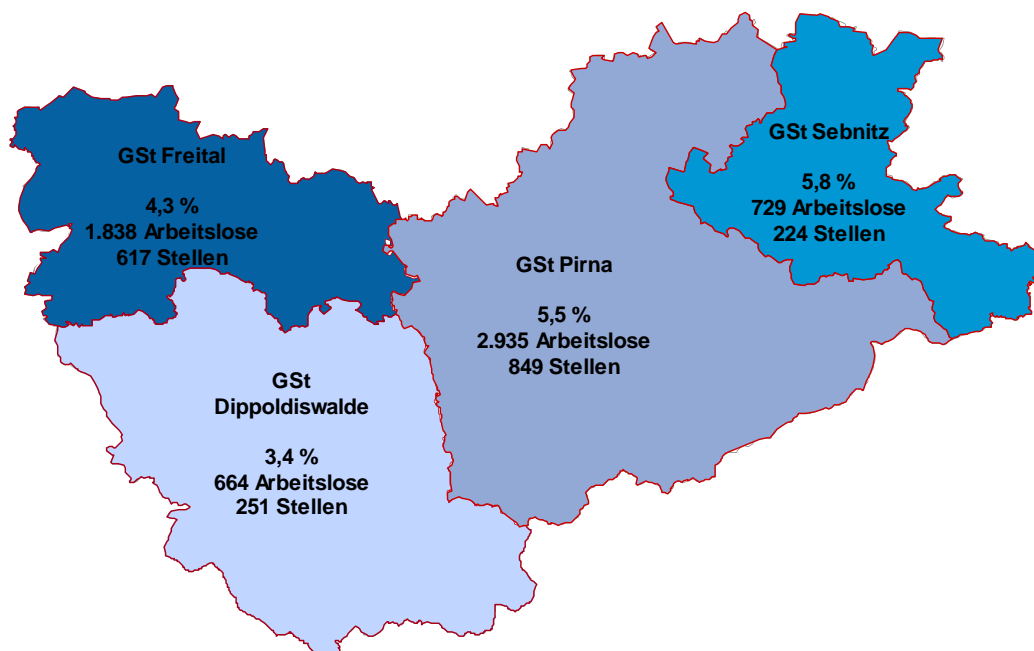 GSt Freital
4,3 %
1.838 Arbeitslose
617 Stellen
GSt Sebnitz
5,8 %
729 Arbeitslose
224 Stellen
GSt Pirna
5,5 %
2.935 Arbeitslose
849 Stellen
GSt
Dippoldiswalde
3,4 %
664 Arbeitslose
251 Stellen